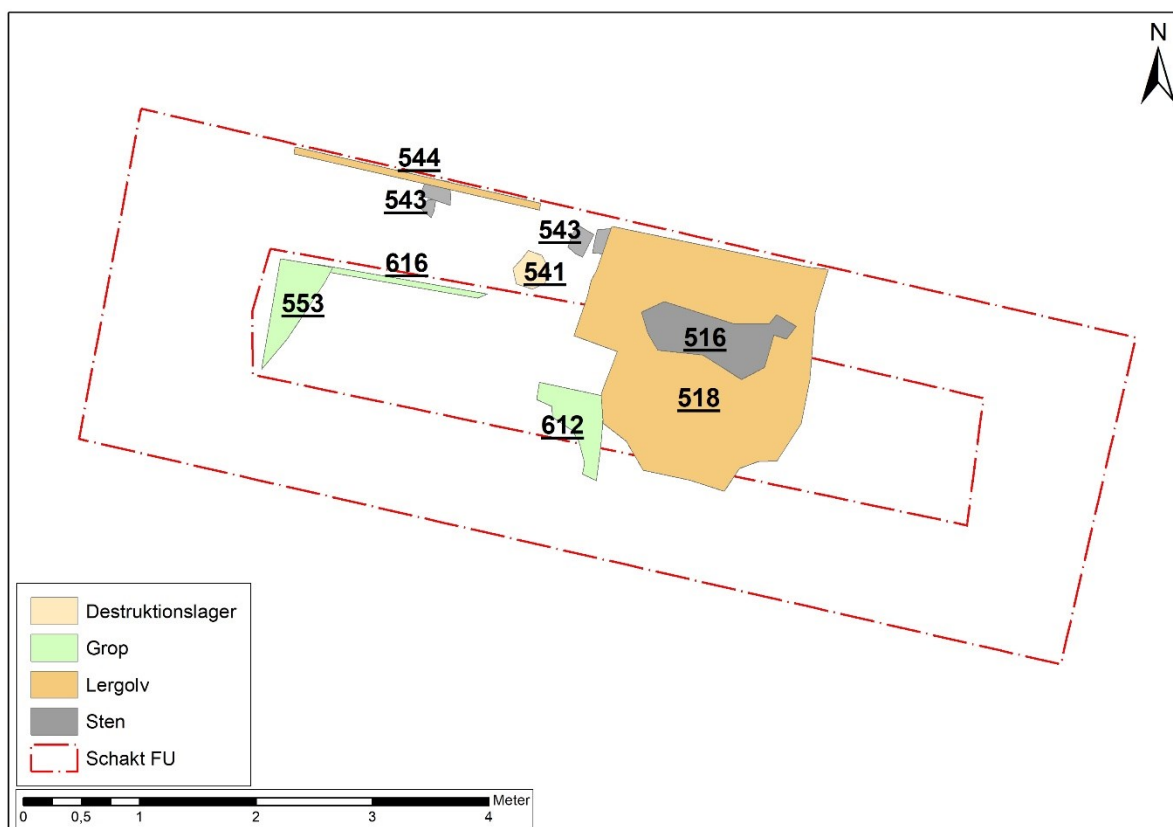 N
544
543
543
616
541
553
516
518
612
Destruktionslager
Grop
Lergolv
Sten
Schakt FU
Meter
0 0,5 1 2 3 4